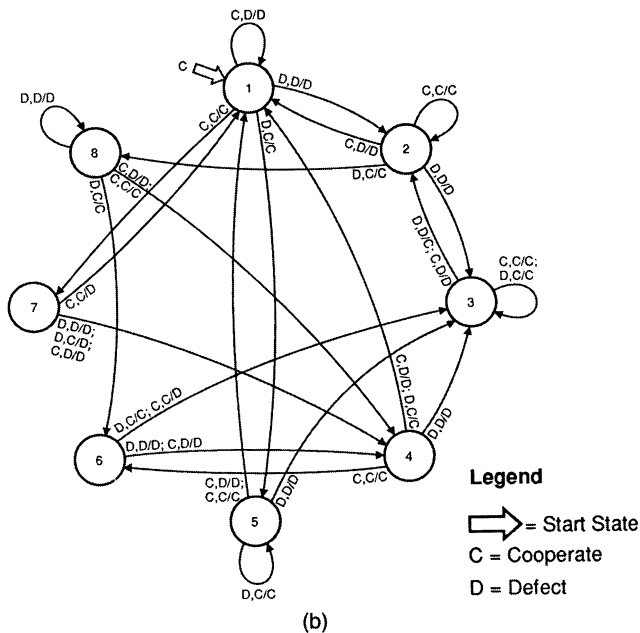 C,D/D
C
1
D,D/D
C,C/C
D,D/D
C,C/C
D,C/C
C,D/D
2
D,C/C
8
C,D/D;
C,C/C
D,C/C
D,D/D
D,D/C; C,D/D
C,C/C;
D,C/C
3
7
C,C/D
D,D/D;
D,C/D;
C,D/D
C,D/D; D,C/C
D,D/D
D,C/C; C,C/D
6
D,D/D; C,D/D
4
C,C/C
C,D/D;
C,C/C
D,D/D
5
D,C/C
Legend
= Start State
C = Cooperate
D = Defect
(b)